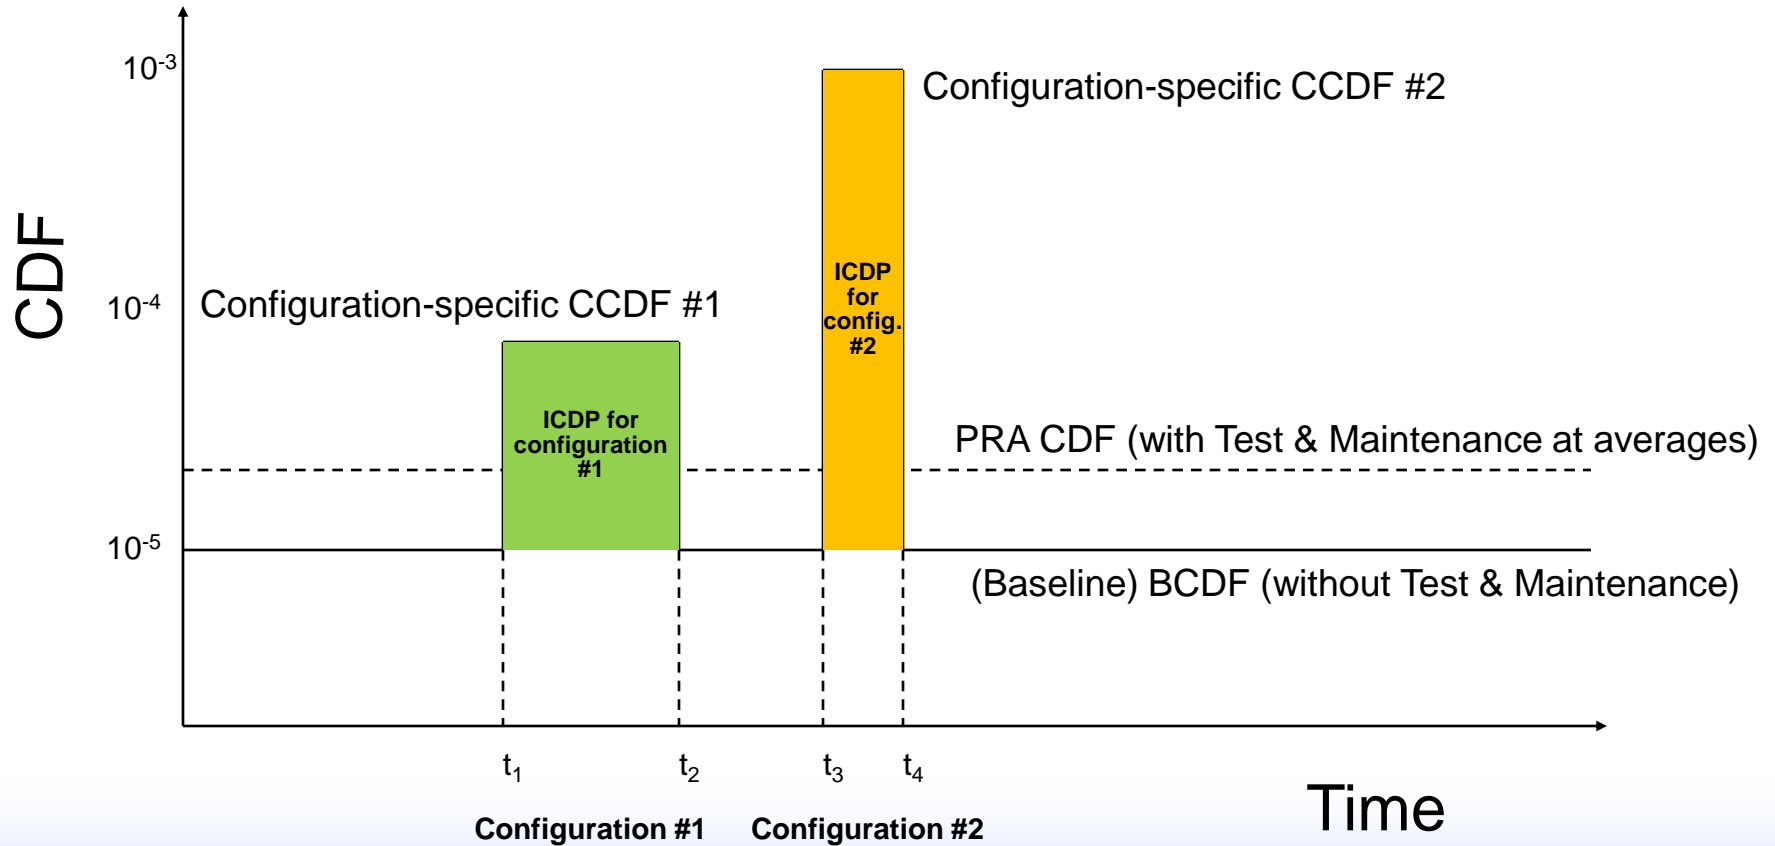 10-3
Configuration-specific CCDF #2
CDF
ICDP
for
config.
#2
10-4
Configuration-specific CCDF #1
ICDP for
configuration
#1
PRA CDF (with Test & Maintenance at averages)
10-5
(Baseline) BCDF (without Test & Maintenance)
t1
t2
t3
t4
Time
Configuration #1
Configuration #2